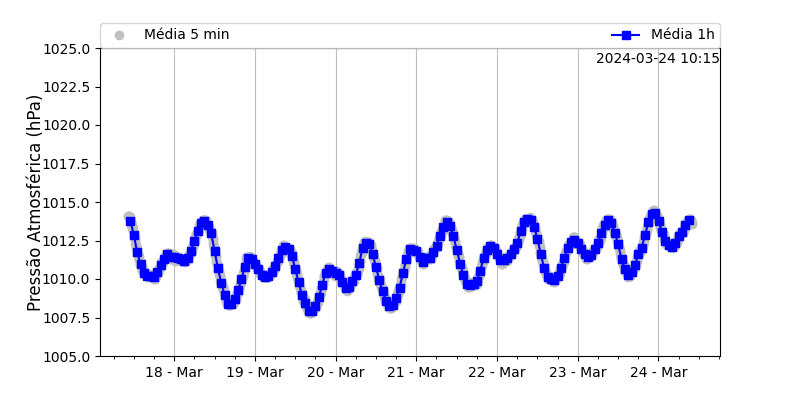 Média 5 min
Média 1h
2024-03-24 10:15
Pressão Atmosférica (hPa)
1025.0
1022.5
1020.0
1017.5
1015.0
1012.5
1010.0
1007.5
1005.0
18 - Mar
19 - Mar
20 - Mar
21 - Mar
22 - Mar
23 - Mar
24 - Mar